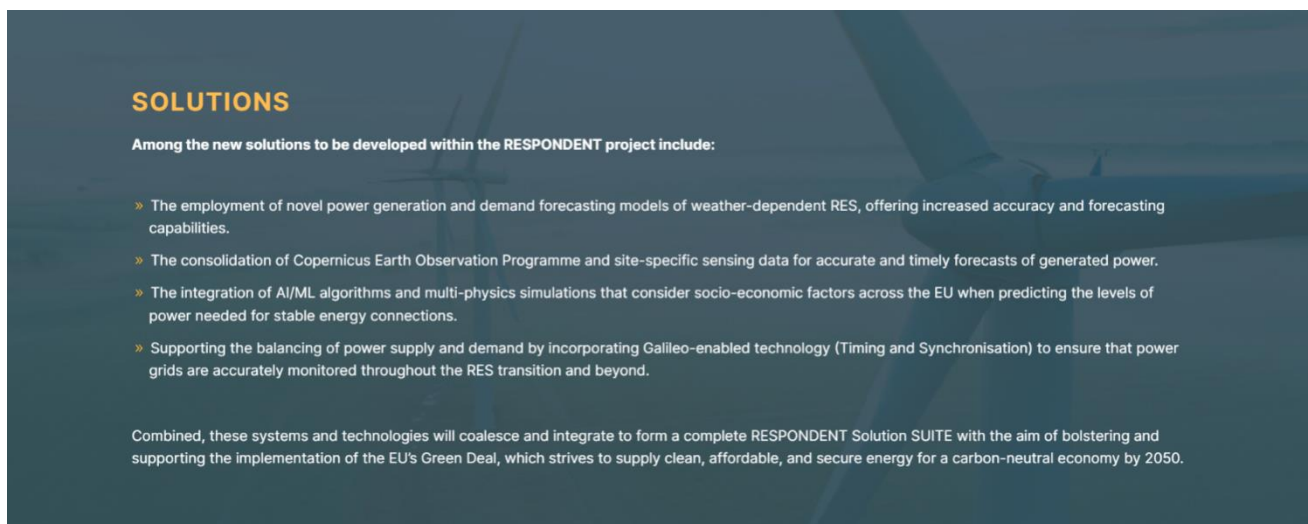 SOLUTIONS
Among the new solutions to be developed within the RESPONDENT project include:
» The employment of novel power generation and demand forecasting models of weather-dependent RES, offering increased accuracy and forecasting
capabilities.
» The consolidation of Copernicus Earth Observation Programme and site-specific sensing data for accurate and timely forecasts of generated power.
» The integration of AI/ML algorithms and multi-physics simulations that consider socio-economic factors across the EU when predicting the levels of
power needed for stable energy connections.
» Supporting the balancing of power supply and demand by incorporating Galileo-enabled technology (Timing and Synchronisation) to ensure that power
grids are accurately monitored throughout the RES transition and beyond.
Combined, these systems and technologies will coalesce and integrate to form a complete RESPONDENT Solution SUITE with the aim of bolstering and
supporting the implementation of the EU's Green Deal, which strives to supply clean, affordable, and secure energy for a carbon-neutral economy by 2050.